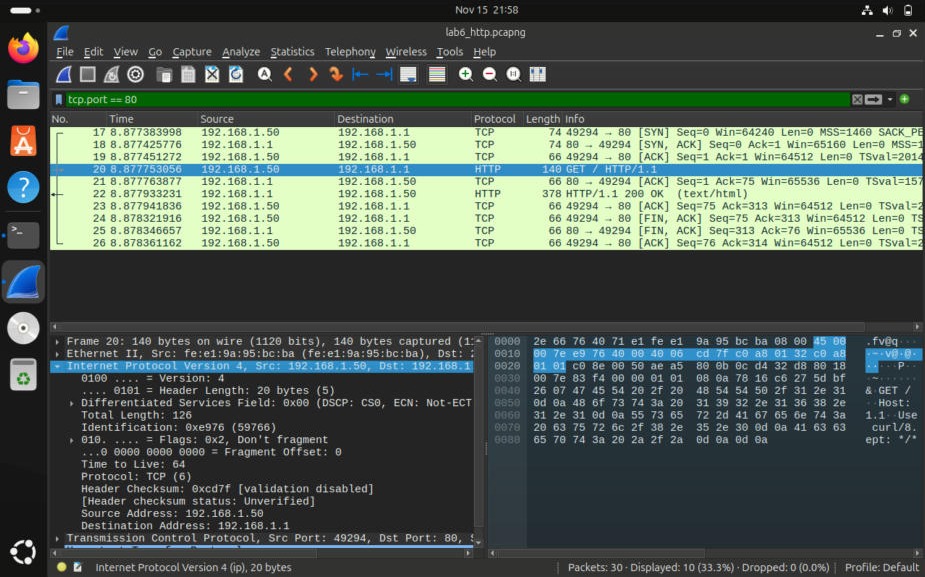 Nov 15 21:58
lab6_http.pcapng
File Edit View Go Capture Analyze Statistics Telephony Wireless Tools Help
tcp.port == 80
No. Time Source Destination Protocol Length Info
17 8.877383998 192.168.1.50 192.168.1.1 TCP 74 49294 → 80 [SYN] Seq=0 Win=64240 Len=0 MSS=1460 SACK_PE
18 8.877425776 192.168.1.1 192.168.1.50 TCP 74 80 → 49294 [SYN, ACK] Seq=0 Ack=1 Win=65160 Len=0 MSS=1
19 8.877451272 192.168.1.50 192.168.1.1 TCP 66 49294 → 80 [ACK] Seq=1 Ack=1 Win=64512 Len=0 TSval=2014
20 8.877753056 192.168.1.50 192.168.1.1 HTTP 140 GET / HTTP/1.1
21 8.877763877 192.168.1.1 192.168.1.50 TCP 66 80 → 49294 [ACK] Seq=1 Ack=75 Win=65536 Len=0 TSval=157
22 8.877933231 192.168.1.1 192.168.1.50 HTTP 378 HTTP/1.1 200 OK (text/html)
23 8.877941836 192.168.1.50 192.168.1.1 TCP 66 49294 → 80 [ACK] Seq=75 Ack=313 Win=64512 Len=0 TSval=2
24 8.878321916 192.168.1.50 192.168.1.1 TCP 66 49294 → 80 [FIN, ACK] Seq=75 Ack=313 Win=64512 Len=0 TS
25 8.878346657 192.168.1.1 192.168.1.50 TCP 66 80 → 49294 [FIN, ACK] Seq=313 Ack=76 Win=65536 Len=0 TS
26 8.878361162 192.168.1.50 192.168.1.1 TCP 66 49294 → 80 [ACK] Seq=76 Ack=314 Win=64512 Len=0 TSval=2
Frame 20: 140 bytes on wire (1120 bits), 140 bytes captured (11
Ethernet II, Src: fe:e1:9a:95:bc:ba (fe:e1:9a:95:bc:ba), Dst: 2
Internet Protocol Version 4, Src: 192.168.1.50, Dst: 192.168.1
0100 .... = Version: 4
.... 0101 = Header Length: 20 bytes (5)
Differentiated Services Field: 0x00 (DSCP: CS0, ECN: Not-ECT
Total Length: 126
Identification: 0xe976 (59766)
010. .... = Flags: 0x2, Don't fragment
...0 0000 0000 0000 = Fragment Offset: 0
Time to Live: 64
Protocol: TCP (6)
Header Checksum: 0xcd7f [validation disabled]
[Header checksum status: Unverified]
Source Address: 192.168.1.50
Destination Address: 192.168.1.1
Transmission Control Protocol, Src Port: 49294, Dst Port: 80, S
0000 2e 66 76 40 71 e1 fe e1 9a 95 bc ba 08 00 45 00 .fv@q
0010 00 7e e9 76 40 00 40 06 cd 7f c0 a8 01 32 c0 a8 ·~·v@·@·
0020 01 01 c0 8e 00 50 ae a5 80 0b 0c d4 32 d8 80 18 ·····P··
0030 00 7e 83 f4 00 00 01 01 08 0a 78 16 c6 27 5d bf ·~
0040 26 07 47 45 54 20 2f 20 48 54 54 50 2f 31 2e 31 &·GET /
0050 0d 0a 48 6f 73 74 3a 20 31 39 32 2e 31 36 38 2e ··Host:
0060 31 2e 31 0d 0a 55 73 65 72 2d 41 67 65 6e 74 3a 1.1··Use
0070 20 63 75 72 6c 2f 38 2e 35 2e 30 0d 0a 41 63 63 curl/8.
0080 65 70 74 3a 20 2a 2f 2a 0d 0a 0d 0a ept: */*
Internet Protocol Version 4 (ip), 20 bytes
Packets: 30 · Displayed: 10 (33.3%) · Dropped: 0 (0.0%)
Profile: Default